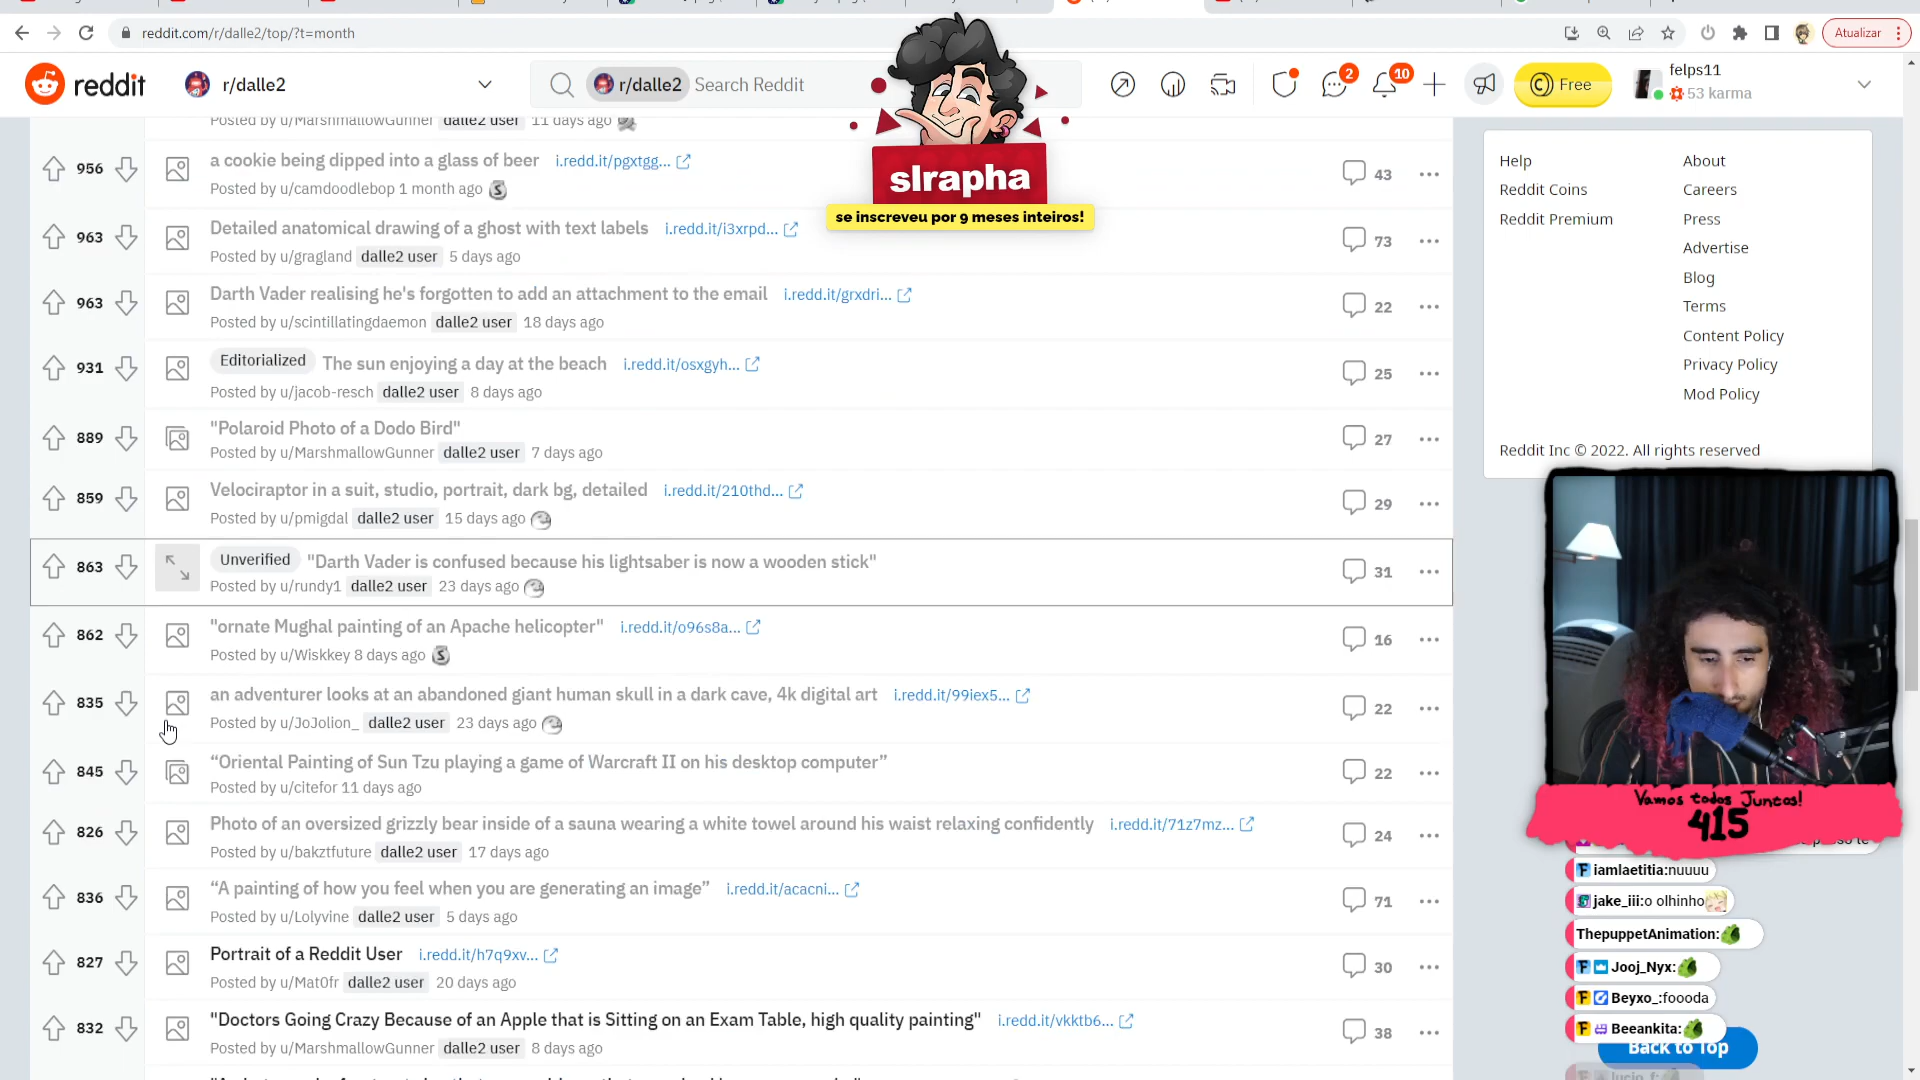 reddit.com/r/dalle2/top/?t=month
Atualizar
reddit
r/dalle2
r/dalle2 Search Reddit
2
10
Free
felps11
53 karma
Posted by u/MarshmallowGunner dalle2 user 11 days ago
956
a cookie being dipped into a glass of beer i.redd.it/pgxtgg...
Posted by u/camdoodlebop 1 month ago
43
slrapha
se inscreveu por 9 meses inteiros!
963
Detailed anatomical drawing of a ghost with text labels i.redd.it/i3xrpd...
Posted by u/gragland dalle2 user 5 days ago
73
963
Darth Vader realising he's forgotten to add an attachment to the email i.redd.it/grxdri...
Posted by u/scintillatingdaemon dalle2 user 18 days ago
22
931
Editorialized The sun enjoying a day at the beach i.redd.it/osxgyh...
Posted by u/jacob-resch dalle2 user 8 days ago
25
889
"Polaroid Photo of a Dodo Bird"
Posted by u/MarshmallowGunner dalle2 user 7 days ago
27
859
Velociraptor in a suit, studio, portrait, dark bg, detailed i.redd.it/210thd...
Posted by u/pmigdal dalle2 user 15 days ago
29
863
Unverified "Darth Vader is confused because his lightsaber is now a wooden stick"
Posted by u/rundy1 dalle2 user 23 days ago
31
862
"ornate Mughal painting of an Apache helicopter" i.redd.it/o96s8a...
Posted by u/Wiskkey 8 days ago
16
835
an adventurer looks at an abandoned giant human skull in a dark cave, 4k digital art i.redd.it/99iex5...
Posted by u/JoJolion_ dalle2 user 23 days ago
22
845
“Oriental Painting of Sun Tzu playing a game of Warcraft II on his desktop computer”
Posted by u/citefor 11 days ago
22
826
Photo of an oversized grizzly bear inside of a sauna wearing a white towel around his waist relaxing confidently i.redd.it/71z7mz...
Posted by u/bakztfuture dalle2 user 17 days ago
24
836
“A painting of how you feel when you are generating an image” i.redd.it/acacni...
Posted by u/Lolyvine dalle2 user 5 days ago
71
827
Portrait of a Reddit User i.redd.it/h7q9xv...
Posted by u/Mat0fr dalle2 user 20 days ago
30
832
"Doctors Going Crazy Because of an Apple that is Sitting on an Exam Table, high quality painting" i.redd.it/vkktb6...
Posted by u/MarshmallowGunner dalle2 user 8 days ago
38
Help
About
Reddit Coins
Careers
Reddit Premium
Press
Advertise
Blog
Terms
Content Policy
Privacy Policy
Mod Policy
Reddit Inc © 2022. All rights reserved
Vamos todos Juntos!
415
iamlaetitia:nuuuu
jake_iii:o olhinho
ThepuppetAnimation:
Jooj_Nyx:
Beyxo_:foooda
Beeankita:
Back to Top